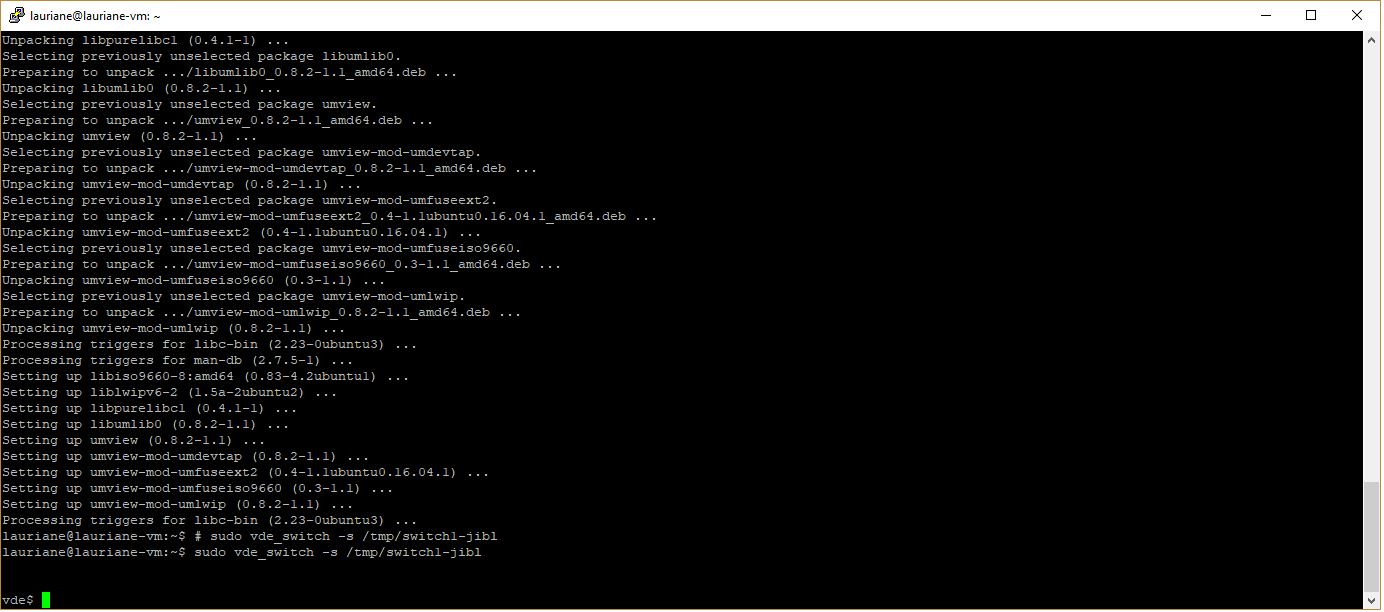 lauriane@lauriane-vm: ~
Unpacking libpurelibc1 (0.4.1-1) ...
Selecting previously unselected package libumlib0.
Preparing to unpack .../libumlib0_0.8.2-1.1_amd64.deb ...
Unpacking libumlib0 (0.8.2-1.1) ...
Selecting previously unselected package umview.
Preparing to unpack .../umview_0.8.2-1.1_amd64.deb ...
Unpacking umview (0.8.2-1.1) ...
Selecting previously unselected package umview-mod-umdevtap.
Preparing to unpack .../umview-mod-umdevtap_0.8.2-1.1_amd64.deb ...
Unpacking umview-mod-umdevtap (0.8.2-1.1) ...
Selecting previously unselected package umview-mod-umfuseext2.
Preparing to unpack .../umview-mod-umfuseext2_0.4-1.1ubuntu0.16.04.1_amd64.deb ...
Unpacking umview-mod-umfuseext2 (0.4-1.1ubuntu0.16.04.1) ...
Selecting previously unselected package umview-mod-umfuseiso9660.
Preparing to unpack .../umview-mod-umfuseiso9660_0.3-1.1_amd64.deb ...
Unpacking umview-mod-umfuseiso9660 (0.3-1.1) ...
Selecting previously unselected package umview-mod-umlwip.
Preparing to unpack .../umview-mod-umlwip_0.8.2-1.1_amd64.deb ...
Unpacking umview-mod-umlwip (0.8.2-1.1) ...
Processing triggers for libc-bin (2.23-0ubuntu3) ...
Processing triggers for man-db (2.7.5-1) ...
Setting up libiso9660-8:amd64 (0.83-4.2ubuntu1) ...
Setting up liblwipv6-2 (1.5a-2ubuntu2) ...
Setting up libpurelibc1 (0.4.1-1) ...
Setting up libumlib0 (0.8.2-1.1) ...
Setting up umview (0.8.2-1.1) ...
Setting up umview-mod-umdevtap (0.8.2-1.1) ...
Setting up umview-mod-umfuseext2 (0.4-1.1ubuntu0.16.04.1) ...
Setting up umview-mod-umfuseiso9660 (0.3-1.1) ...
Setting up umview-mod-umlwip (0.8.2-1.1) ...
Processing triggers for libc-bin (2.23-0ubuntu3) ...
lauriane@lauriane-vm:~$ # sudo vde_switch -s /tmp/switch1-jibl
lauriane@lauriane-vm:~$ sudo vde_switch -s /tmp/switch1-jibl
vde$